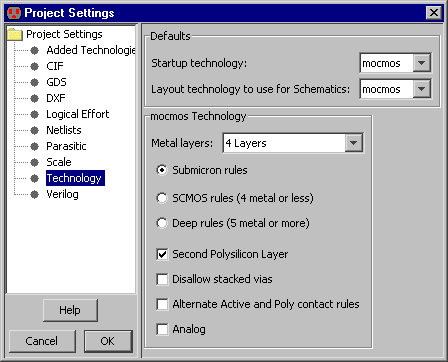 Project Settings
Project Settings
Added Technologie
CIF
GDS
DXF
Logical Effort
Netlists
Parasitic
Scale
Technology
Verilog
Help
Cancel OK
Defaults
Startup technology: mocmos
Layout technology to use for Schematics: mocmos
mocmos Technology
Metal layers: 4 Layers
Submicron rules
SCMOS rules (4 metal or less)
Deep rules (5 metal or more)
Second Polysilicon Layer
Disallow stacked vias
Alternate Active and Poly contact rules
Analog